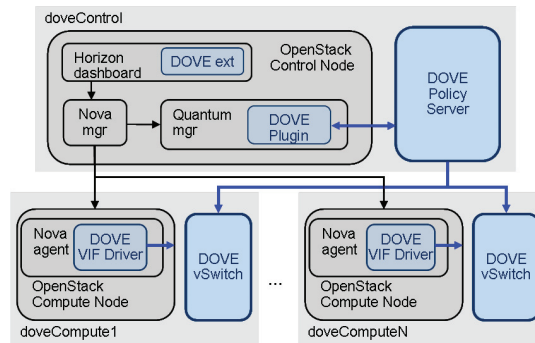 doveControl
Horizon
dashboard
DOVE ext
OpenStack
Control Node
Nova
mgr
Quantum
mgr
DOVE
Plugin
DOVE
Policy
Server
Nova
agent
DOVE
VIF Driver
OpenStack
Compute Node
DOVE
vSwitch
doveCompute1
...
Nova
agent
DOVE
VIF Driver
OpenStack
Compute Node
DOVE
vSwitch
doveComputeN